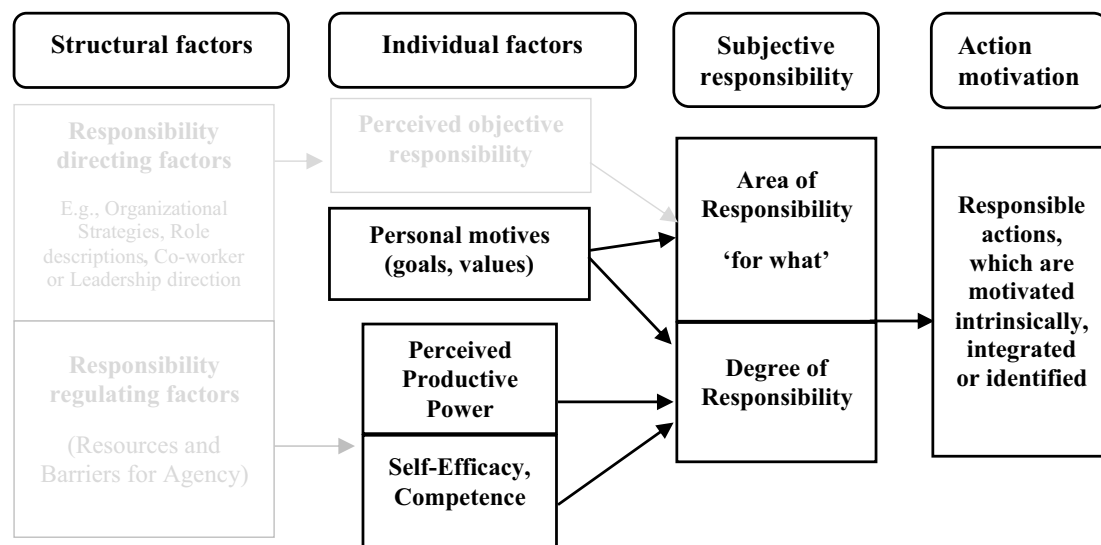 Structural factors
Individual factors
Subjective
responsibility
Action
motivation
Responsibility
directing factors
E.g., Organizational
Strategies, Role
descriptions, Co-worker
or Leadership direction
Perceived objective
responsibility
Personal motives
(goals, values)
Area of
Responsibility
‘for what’
Responsible
actions,
which are
motivated
intrinsically,
integrated
or identified
Responsibility
regulating factors
(Resources and
Barriers for Agency)
Perceived
Productive
Power
Self-Efficacy,
Competence
Degree of
Responsibility